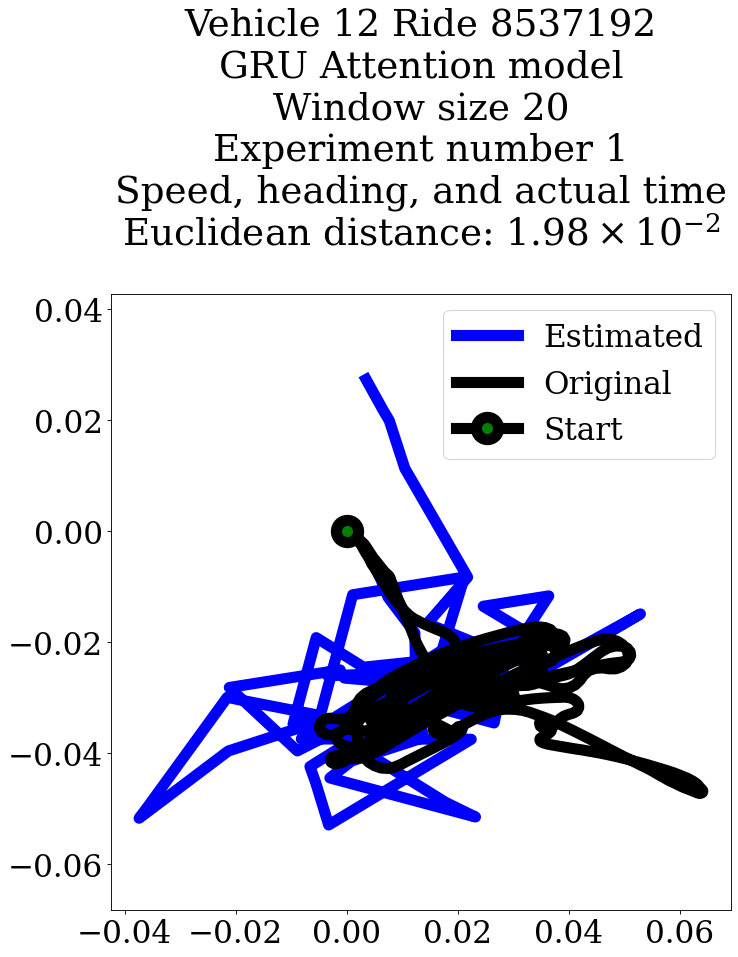 Vehicle 12 Ride 8537192
GRU Attention model
Window size 20
Experiment number 1
Speed, heading, and actual time
Euclidean distance: 1.98 × 10⁻²
0.04
0.02
0.00
−0.02
−0.04
−0.06
Estimated
Original
Start
−0.04 −0.02 0.00 0.02 0.04 0.06